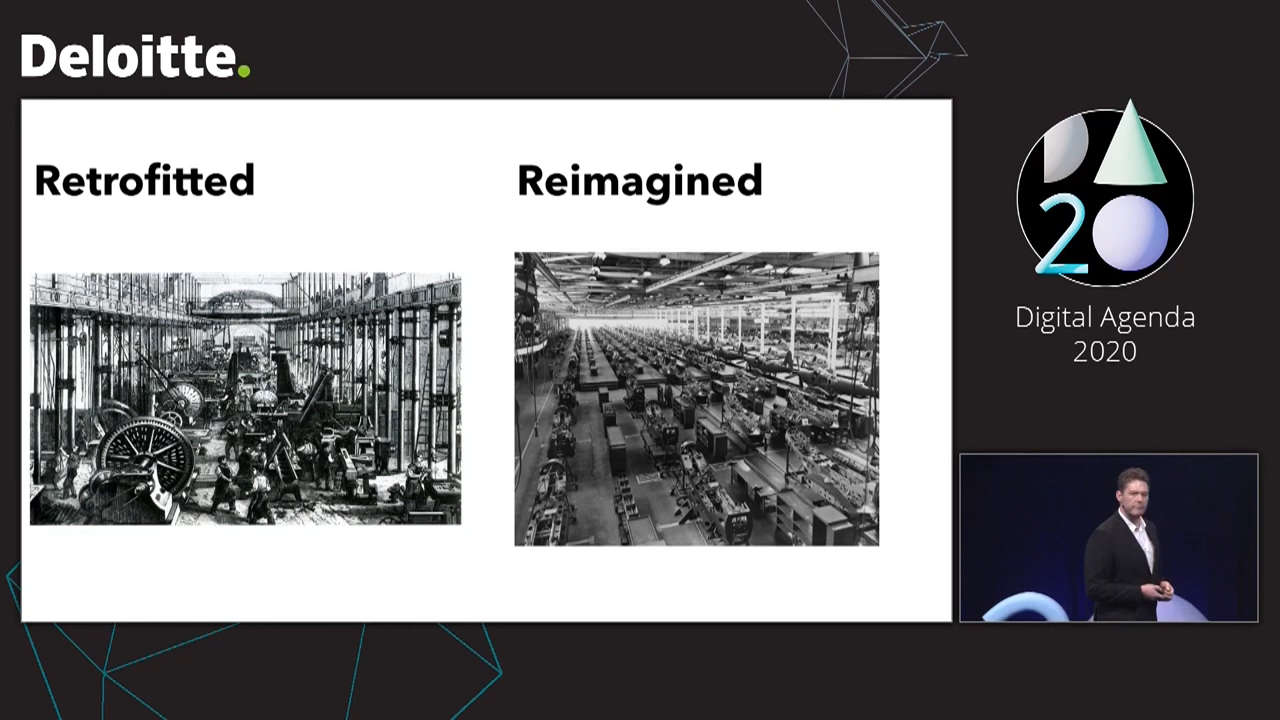 Deloitte.
Retrofitted
Reimagined
20
Digital Agenda
2020